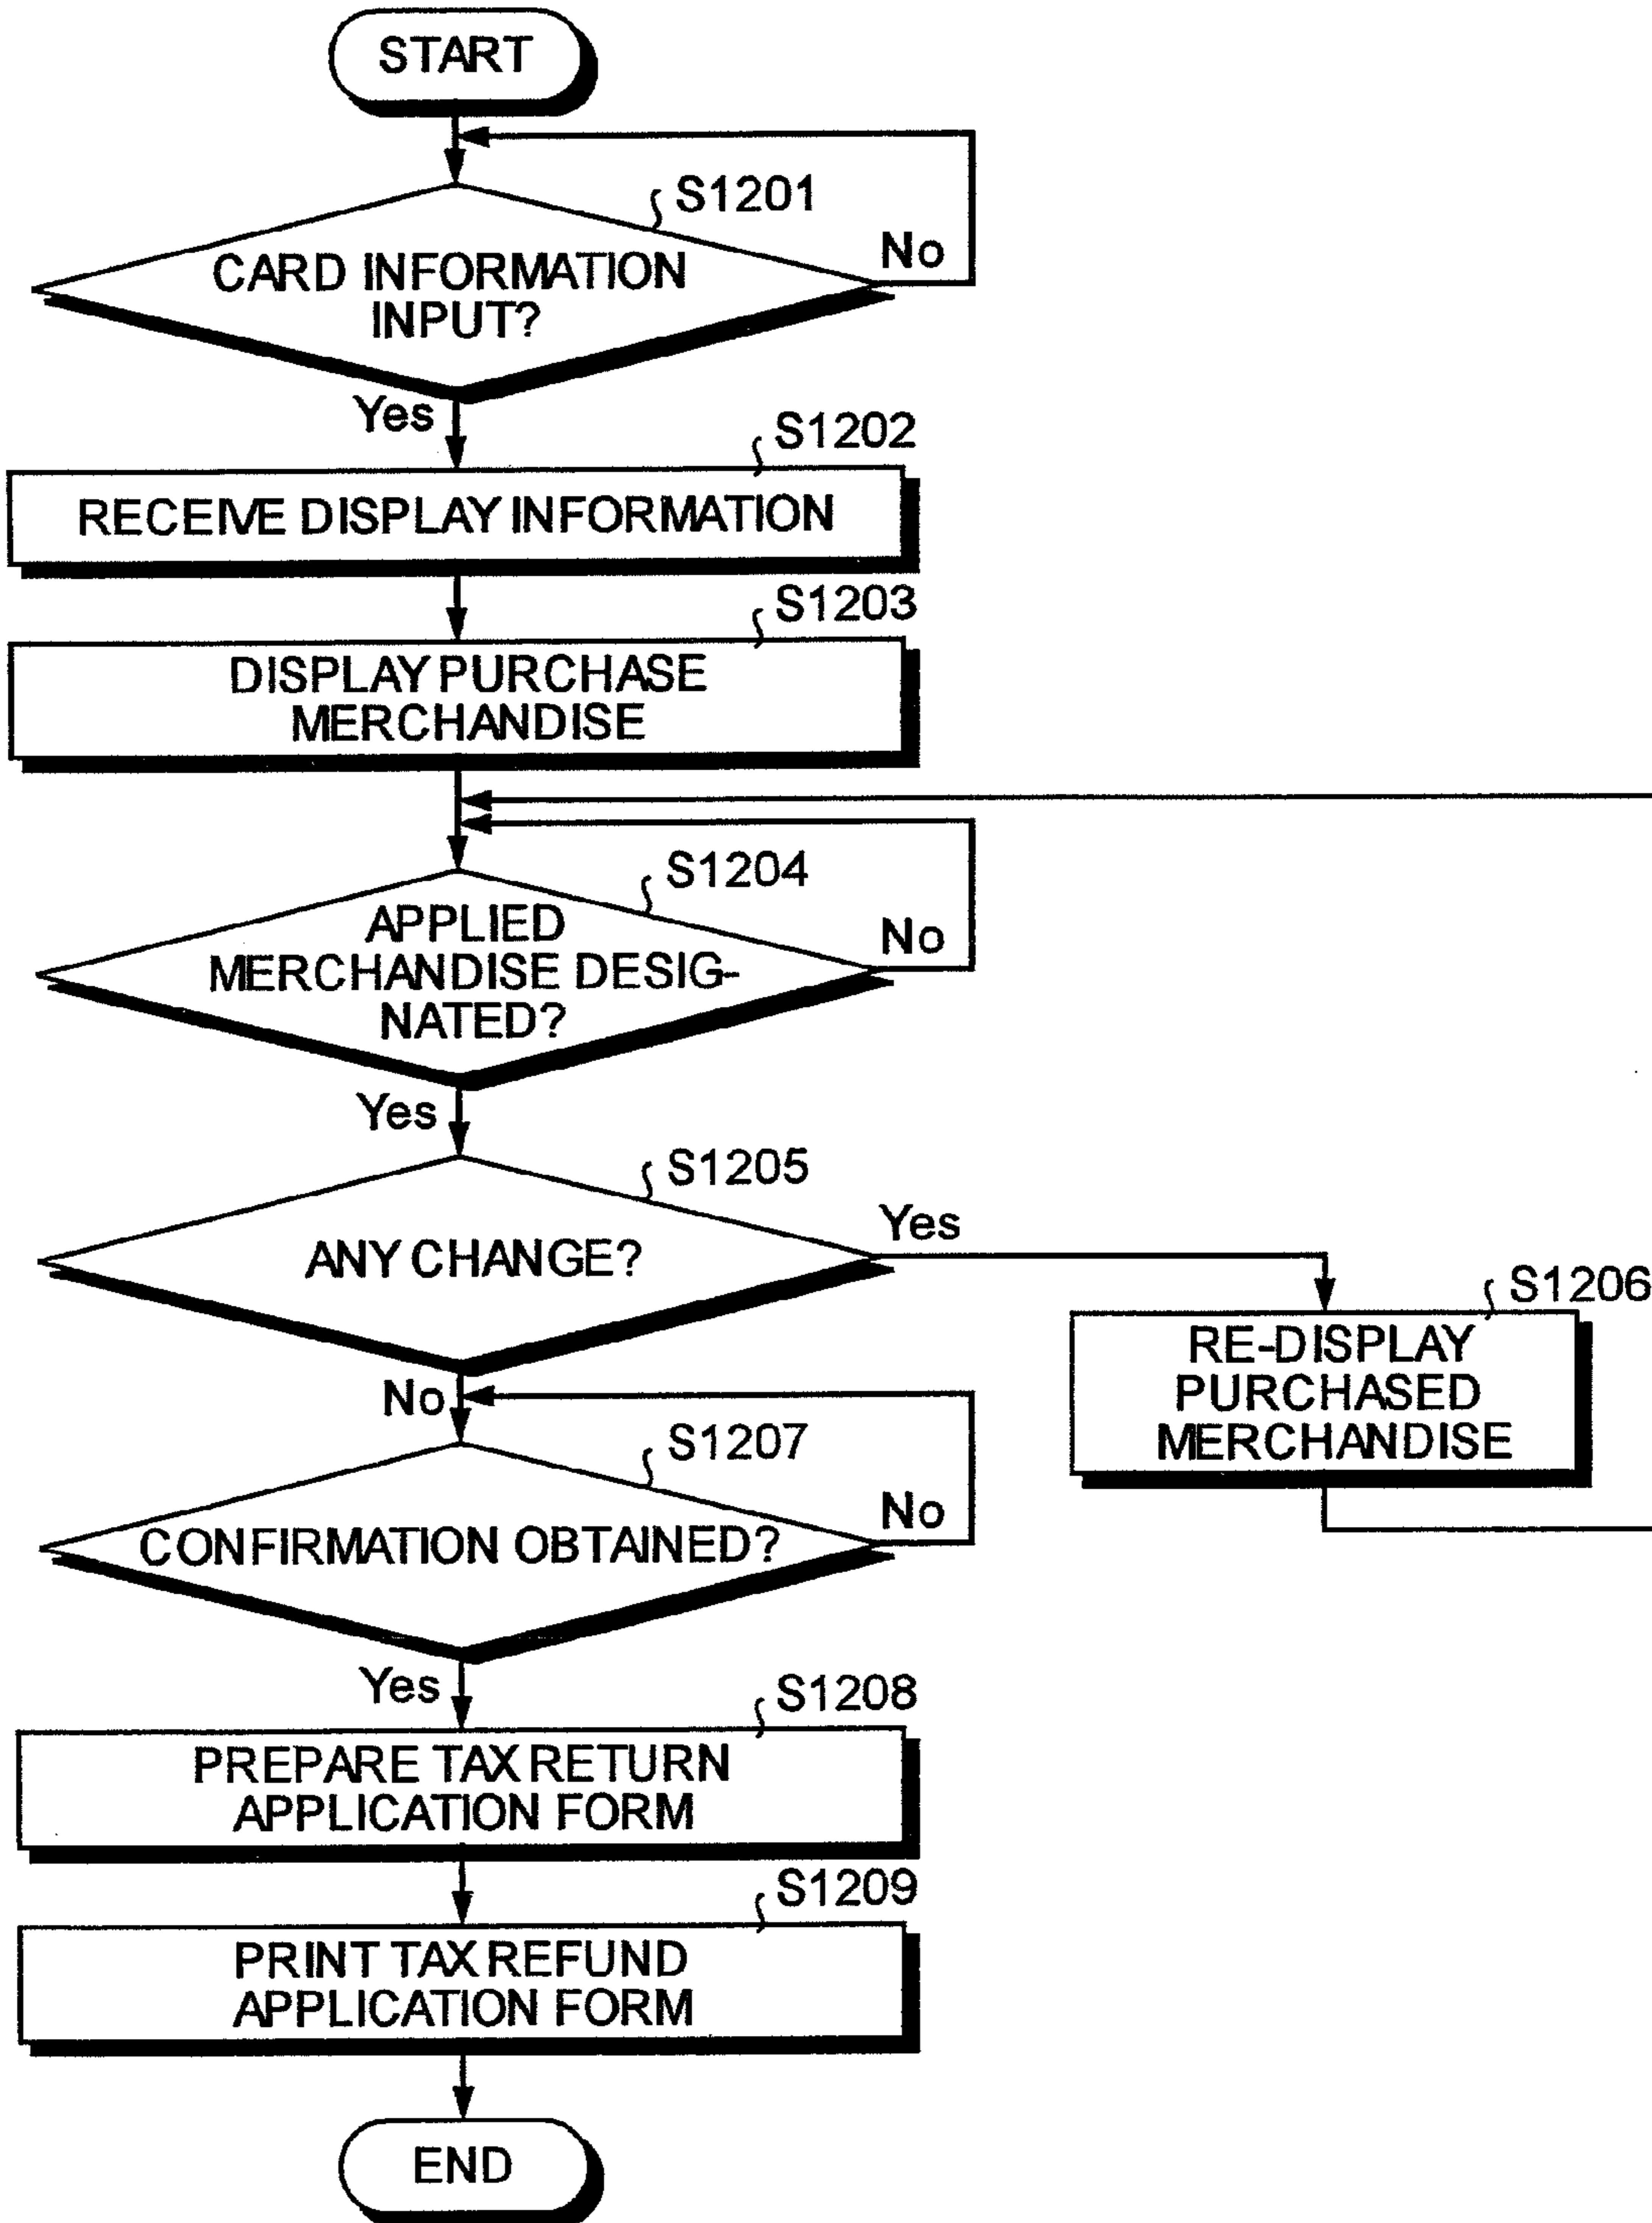 START
S1201
CARD INFORMATION
INPUT?
No
Yes
S1202
RECEIVE DISPLAY INFORMATION
S1203
DISPLAY PURCHASE
MERCHANDISE
S1204
APPLIED
MERCHANDISE DESIG-
NATED?
No
Yes
S1205
ANY CHANGE?
Yes
S1206
RE-DISPLAY
PURCHASED
MERCHANDISE
No
S1207
CONFIRMATION OBTAINED?
No
Yes
S1208
PREPARE TAX RETURN
APPLICATION FORM
S1209
PRINT TAX REFUND
APPLICATION FORM
END